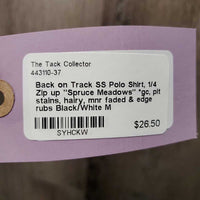 The Tack Collector
443110-37
Back on Track SS Polo Shirt, 1/4
Zip up "Spruce Meadows" *gc, pit
stains, hairy, mnr faded & edge
rubs Black/White M
$26.50
SYHCKW